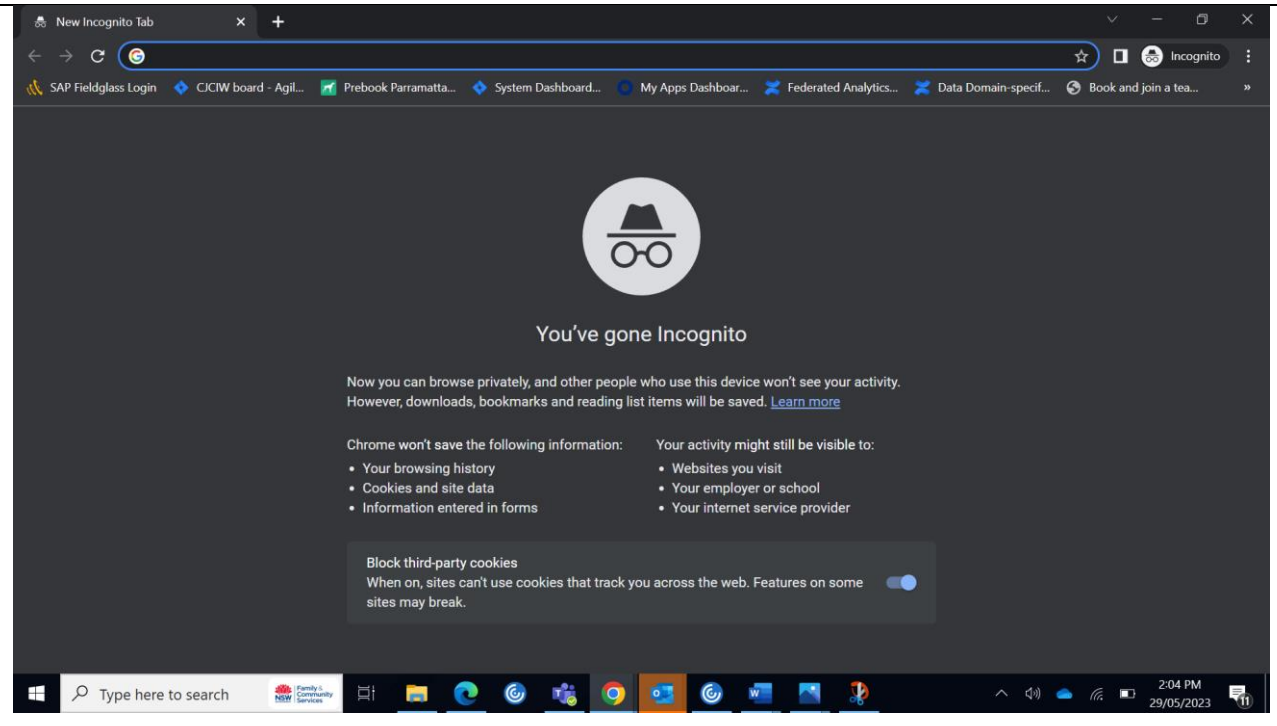 New Incognito Tab
Incognito
SAP Fieldglass Login
CJCIW board - Agil...
Prebook Parramatta...
System Dashboard...
My Apps Dashboar...
Federated Analytics...
Data Domain-specif...
Book and join a tea...
»
You've gone Incognito
Now you can browse privately, and other people who use this device won't see your activity.
However, downloads, bookmarks and reading list items will be saved. Learn more
Chrome won't save the following information:
• Your browsing history
• Cookies and site data
• Information entered in forms
Your activity might still be visible to:
• Websites you visit
• Your employer or school
• Your internet service provider
Block third-party cookies
When on, sites can't use cookies that track you across the web. Features on some
sites may break.
Type here to search
NSW
Family &
Community
Services
2:04 PM
29/05/2023
11